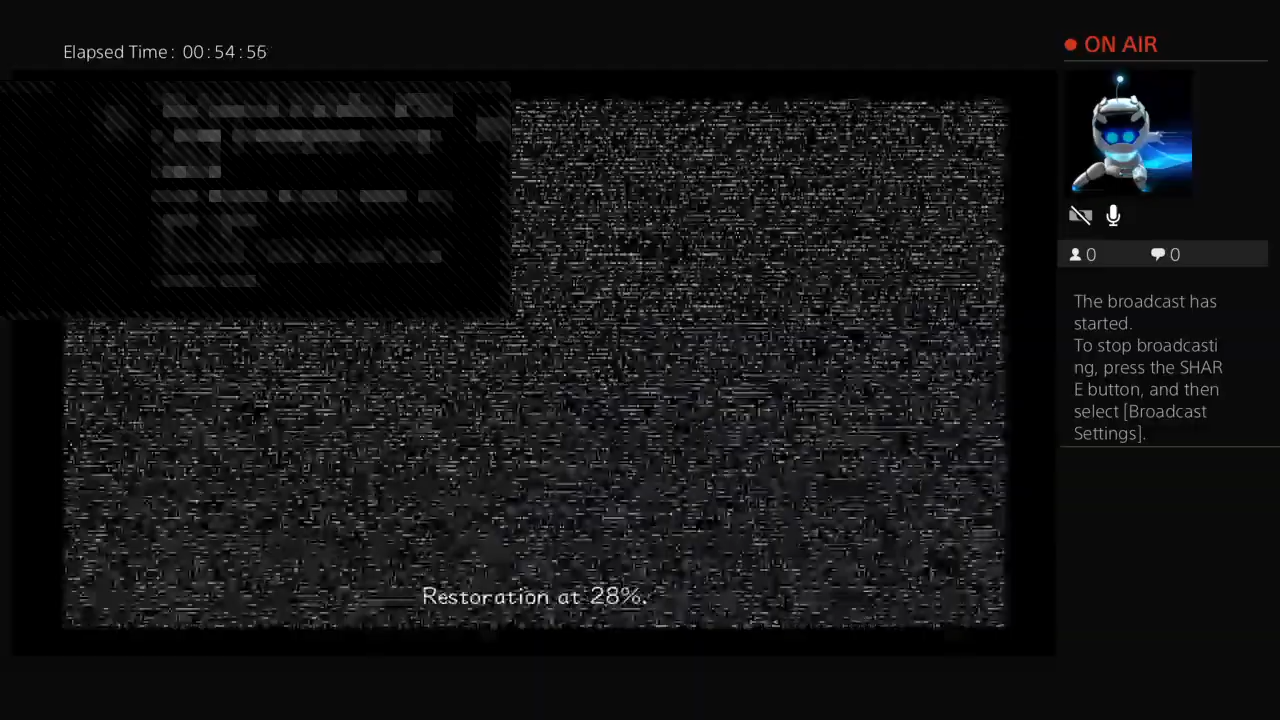 Elapsed Time: 00:54:56
ON AIR
0 0
The broadcast has
started.
To stop broadcasti
ng, press the SHAR
E button, and then
select [Broadcast
Settings].
Restoration at 28%.